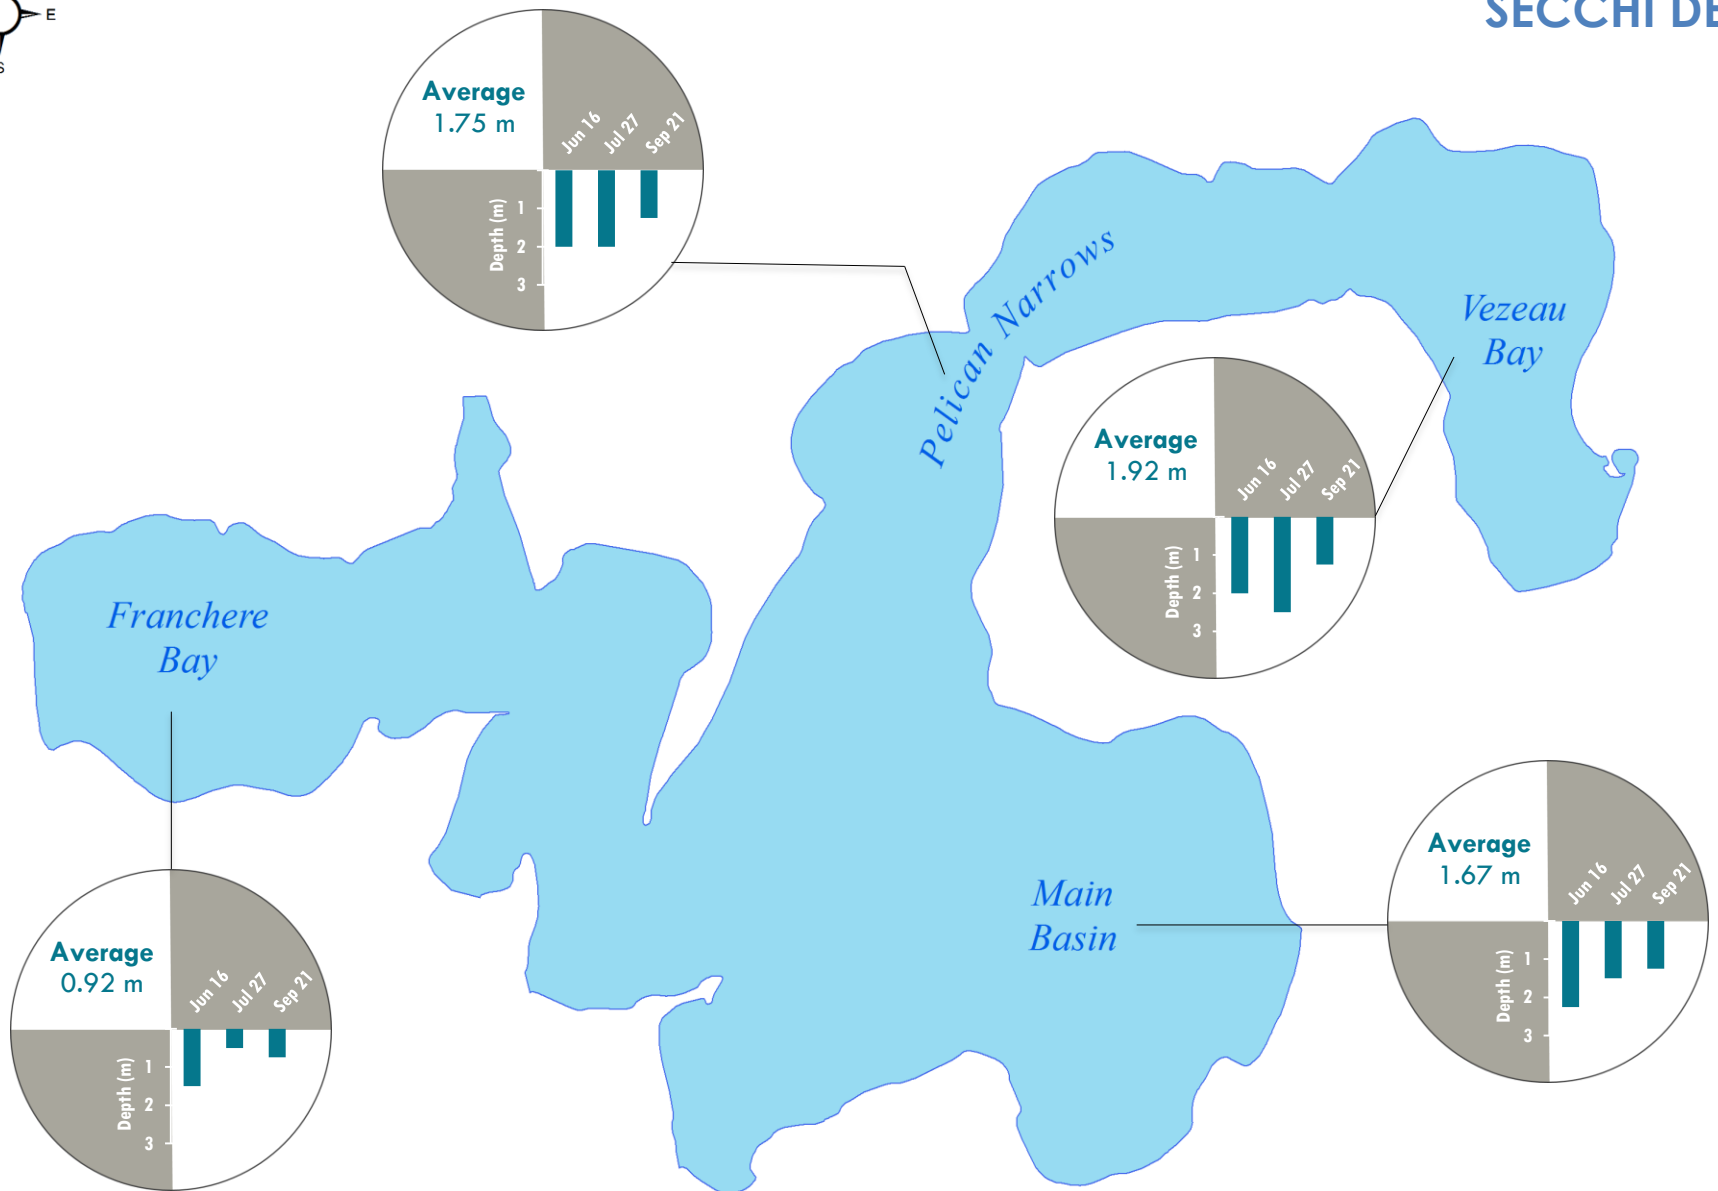 E
S
SECCHI DE
Average
1.75 m
Jun 16
Jul 27
Sep 21
Depth (m)
1
2
3
Pelican Narrows
Vezeau
Bay
Average
1.92 m
Jun 16
Jul 27
Sep 21
Depth (m)
1
2
3
Franchere
Bay
Average
1.67 m
Jun 16
Jul 27
Sep 21
Depth (m)
1
2
3
Main
Basin
Average
0.92 m
Jun 16
Jul 27
Sep 21
Depth (m)
1
2
3